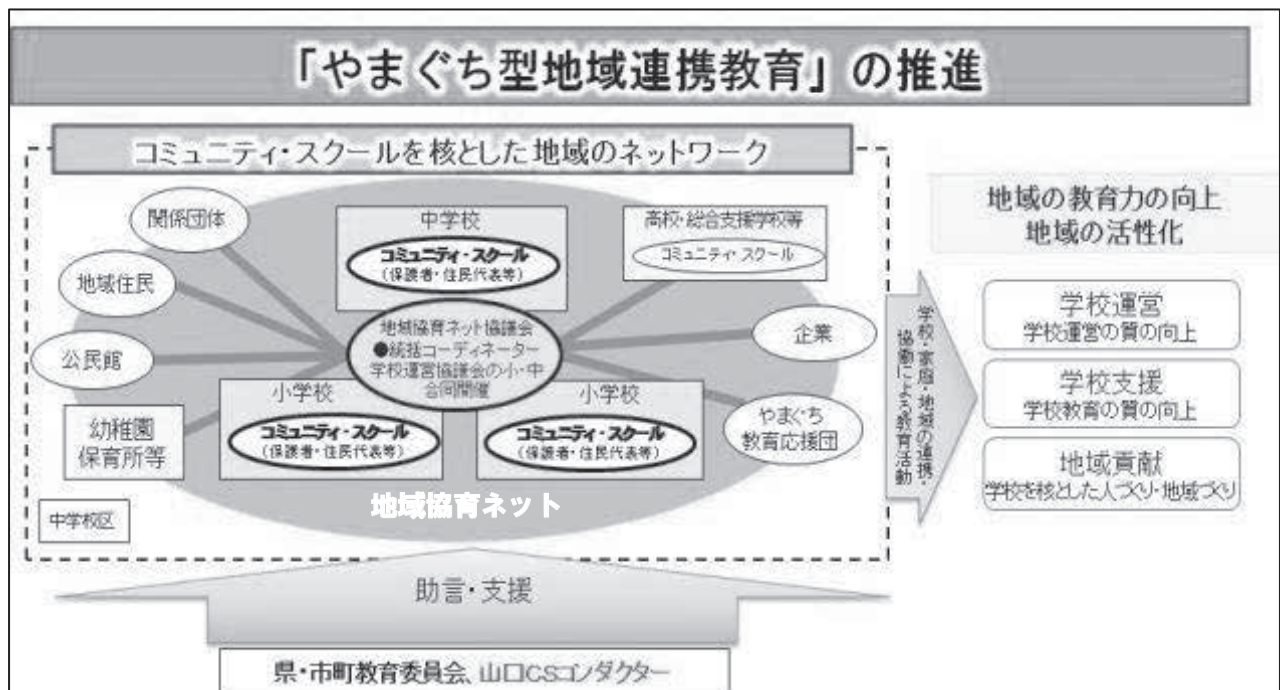 「やまぐち型地域連携教育」の推進
コミュニティ・スクールを核とした地域のネットワーク
関係団体
地域住民
公民館
幼稚園
保育所等
中学校区
中学校
コミュニティ・スクール
(保護者・住民代表等)
高校・総合支援学校等
コミュニティ・スクール
地域協育ネット協議会
●統括コーディネーター
学校運営協議会の小・中
合同開催
小学校
コミュニティ・スクール
(保護者・住民代表等)
小学校
コミュニティ・スクール
(保護者・住民代表等)
企業
やまぐち
教育応援団
地域協育ネット
学校・家庭・地域の連携・
協働による教育活動
地域の教育力の向上
地域の活性化
学校運営
学校運営の質の向上
学校支援
学校教育の質の向上
地域貢献
学校を核とした人づくり・地域づくり
助言・支援
県・市町教育委員会、山口CSコンダクター